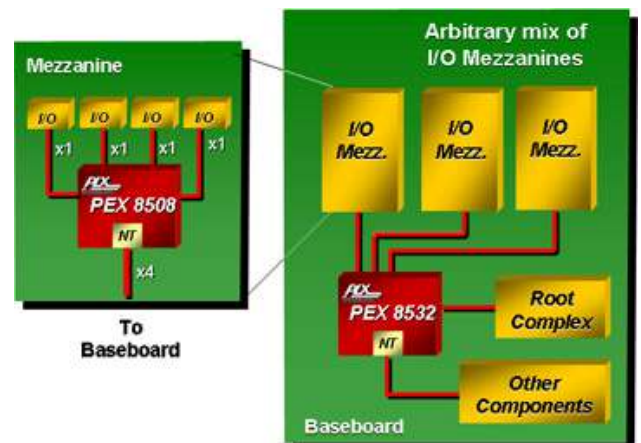 Mezzanine
I/O
I/O
I/O
I/O
x1
x1
x1
x1
PLX
PEX 8508
NT
x4
To
Baseboard
Arbitrary mix of
I/O Mezzanines
I/O
Mezz.
I/O
Mezz.
I/O
Mezz.
PLX
PEX 8532
NT
Root
Complex
Other
Components
Baseboard